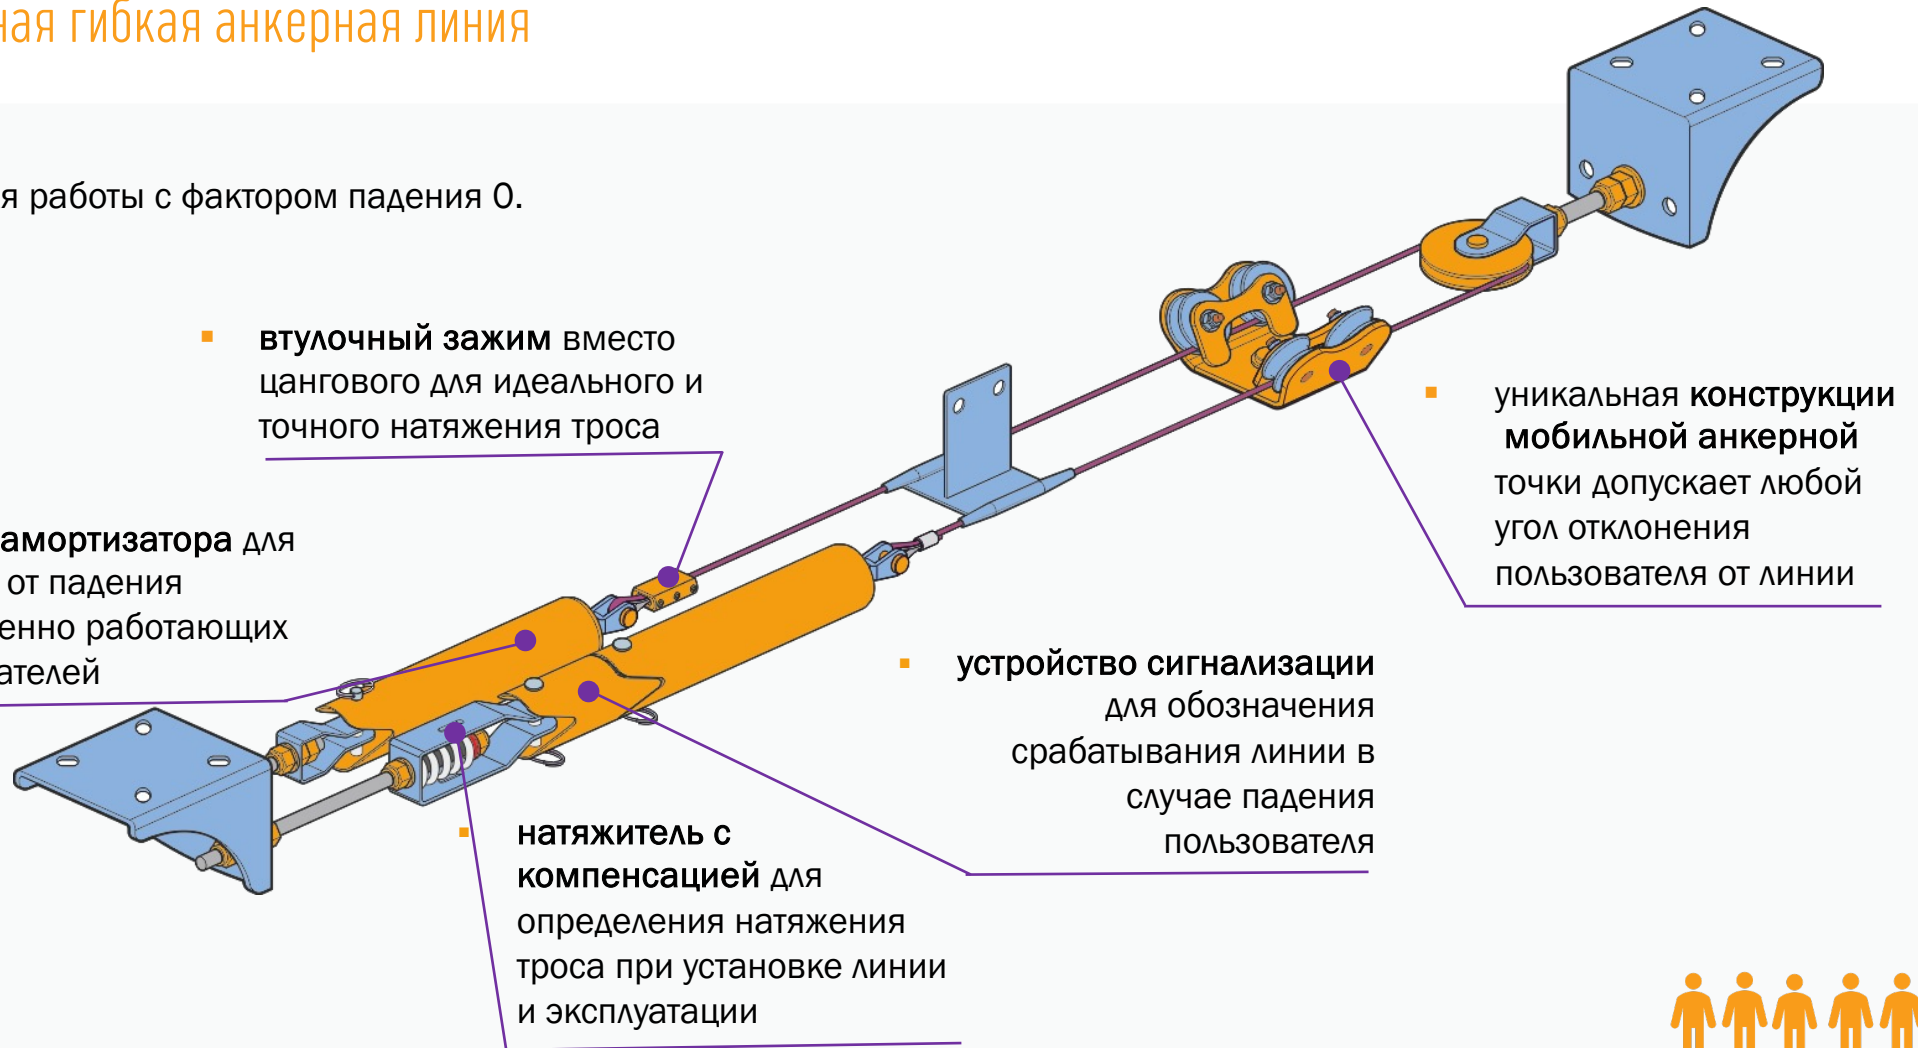 ная гибкая анкерная линия
я работы с фактором падения 0.
втулочный зажим вместо
цангового для идеального и
точного натяжения троса
амортизатора для
от падения
енно работающих
ателей
уникальная конструкции
мобильной анкерной
точки допускает любой
угол отклонения
пользователя от линии
устройство сигнализации
для обозначения
срабатывания линии в
случае падения
пользователя
натяжитель с
компенсацией для
определения натяжения
троса при установке линии
и эксплуатации